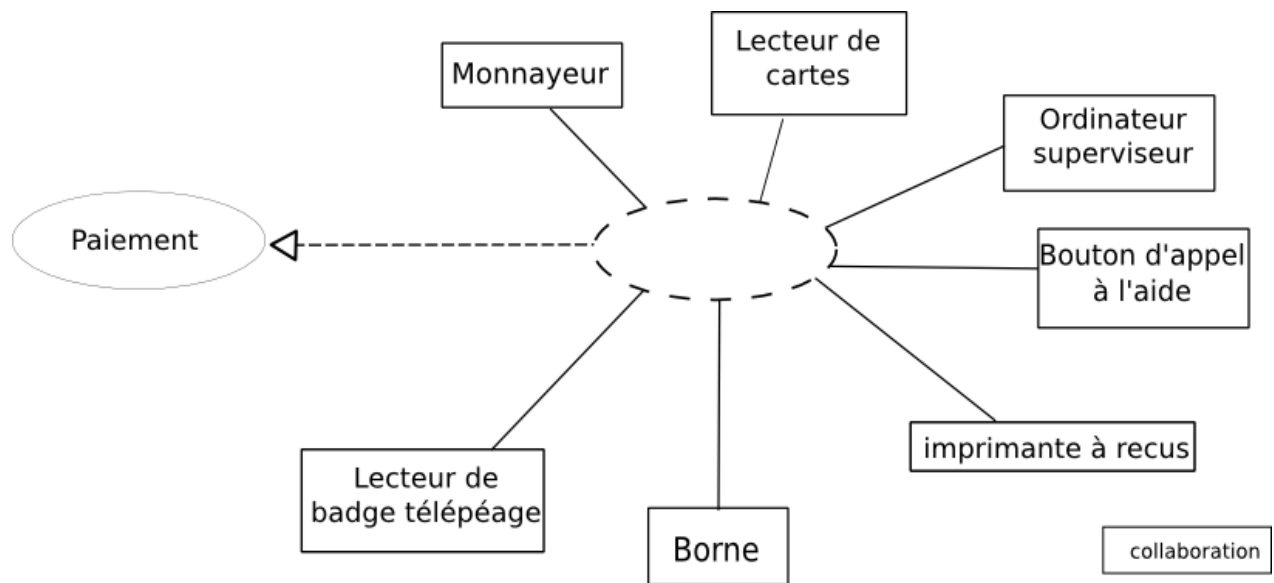 Lecteur de
cartes
Monnayeur
Ordinateur
superviseur
Paiement
Bouton d'appel
à l'aide
imprimante à recus
Lecteur de
badge télépéage
Borne
collaboration